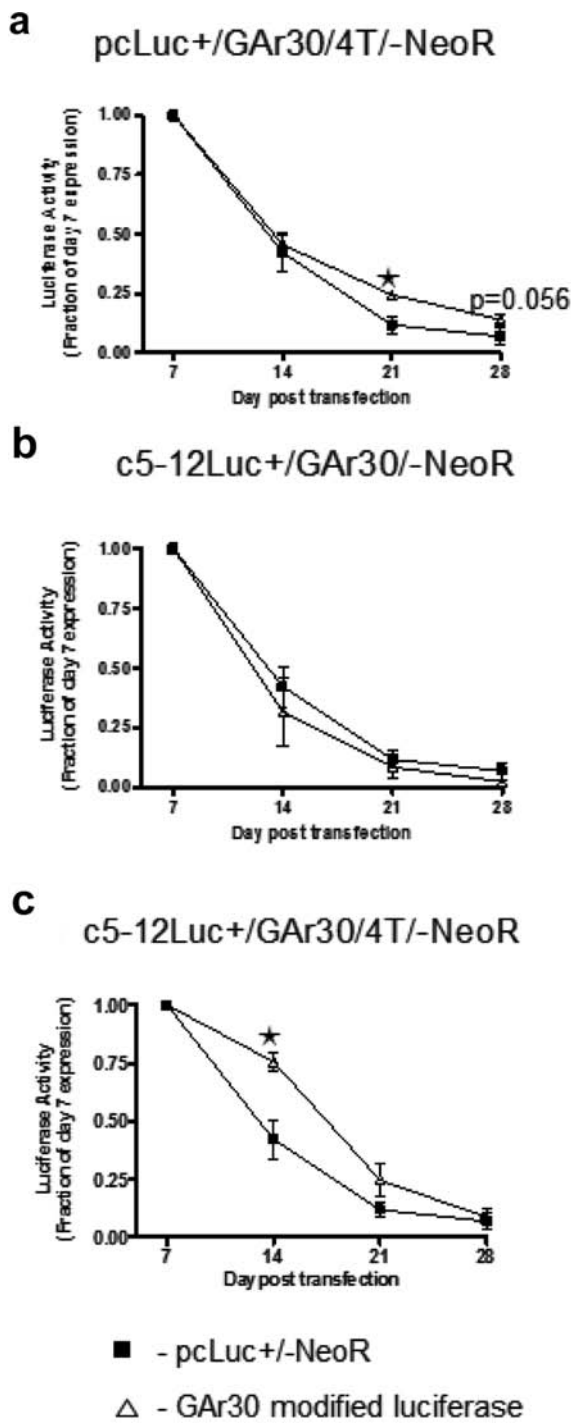 a
pcLuc+/GAr30/4T/-NeoR
Luciferase Activity
(Fraction of day 7 expression)
1.00
0.75
0.50
0.25
0.00
★
p=0.056
7 14 21 28
Day post transfection
b
c5-12Luc+/GAr30/-NeoR
Luciferase Activity
(Fraction of day 7 expression)
1.00
0.75
0.50
0.25
0.00
7 14 21 28
Day post transfection
c
c5-12Luc+/GAr30/4T/-NeoR
Luciferase Activity
(Fraction of day 7 expression)
1.00
0.75
0.50
0.25
0.00
★
7 14 21 28
Day post transfection
■ - pcLuc+/-NeoR
△ - GAr30 modified luciferase